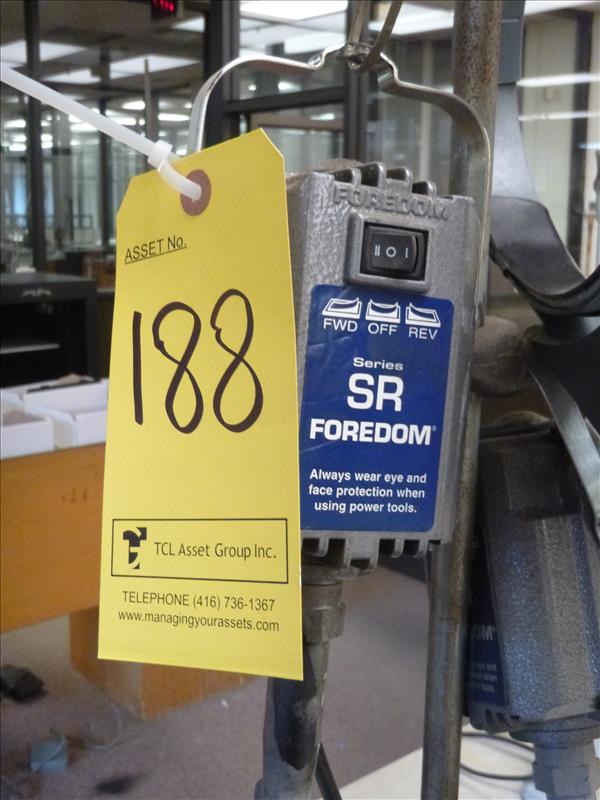 ASSET No.
188
TCL Asset Group Inc.
TELEPHONE (416) 736-1367
www.managingyourassets.com
FOREDOM
II O I
FWD OFF REV
Series
SR
FOREDOM®
Always wear eye and
face protection when
using power tools.